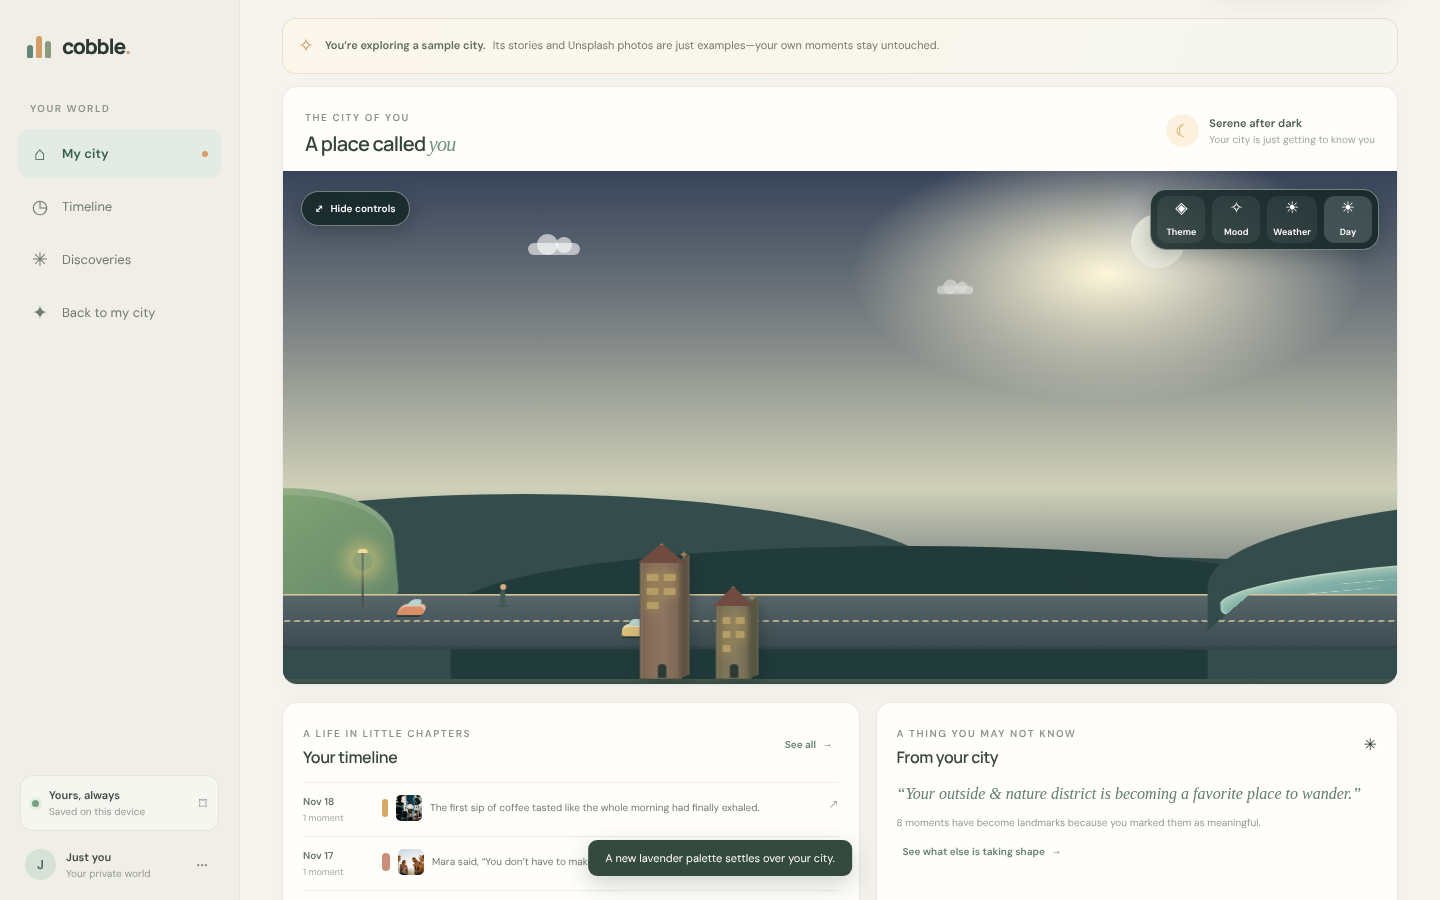 cobble.
YOUR WORLD
My city
Timeline
Discoveries
Back to my city
Yours, always
Saved on this device
J
Just you
Your private world
You're exploring a sample city. Its stories and Unsplash photos are just examples—your own moments stay untouched.
THE CITY OF YOU
A place called you
Serene after dark
Your city is just getting to know you
Hide controls
Theme
Mood
Weather
Day
A LIFE IN LITTLE CHAPTERS
Your timeline
See all →
Nov 18
1 moment
The first sip of coffee tasted like the whole morning had finally exhaled.
Nov 17
1 moment
Mara said, “You don't have to mak
A new lavender palette settles over your city.
A THING YOU MAY NOT KNOW
From your city
“Your outside & nature district is becoming a favorite place to wander.”
8 moments have become landmarks because you marked them as meaningful.
See what else is taking shape →